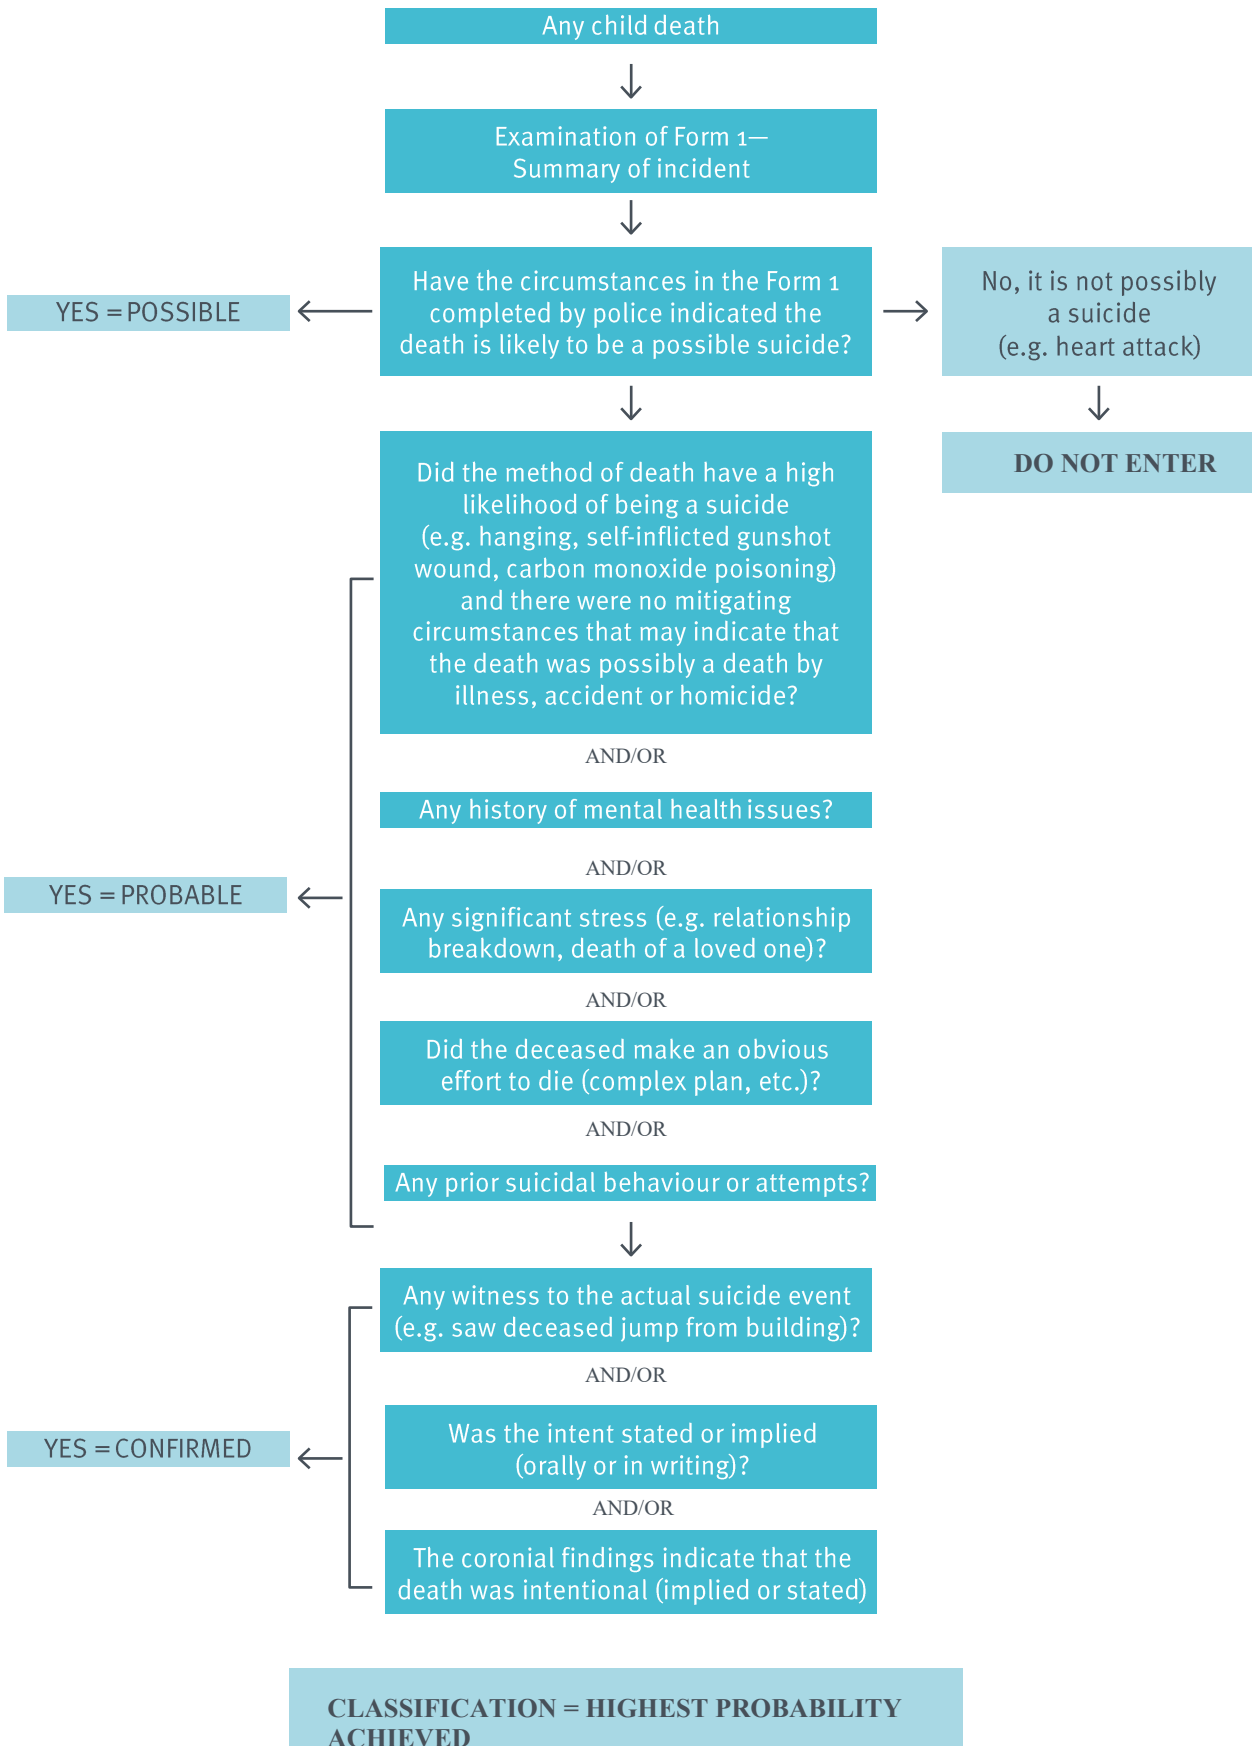 Any child death
Examination of Form 1—
Summary of incident
Have the circumstances in the Form 1
completed by police indicated the
death is likely to be a possible suicide?
YES = POSSIBLE
No, it is not possibly
a suicide
(e.g. heart attack)
DO NOT ENTER
Did the method of death have a high
likelihood of being a suicide
(e.g. hanging, self-inflicted gunshot
wound, carbon monoxide poisoning)
and there were no mitigating
circumstances that may indicate that
the death was possibly a death by
illness, accident or homicide?
AND/OR
Any history of mental health issues?
AND/OR
YES = PROBABLE
Any significant stress (e.g. relationship
breakdown, death of a loved one)?
AND/OR
Did the deceased make an obvious
effort to die (complex plan, etc.)?
AND/OR
Any prior suicidal behaviour or attempts?
Any witness to the actual suicide event
(e.g. saw deceased jump from building)?
AND/OR
Was the intent stated or implied
(orally or in writing)?
YES = CONFIRMED
AND/OR
The coronial findings indicate that the
death was intentional (implied or stated)
CLASSIFICATION = HIGHEST PROBABILITY
ACHIEVED